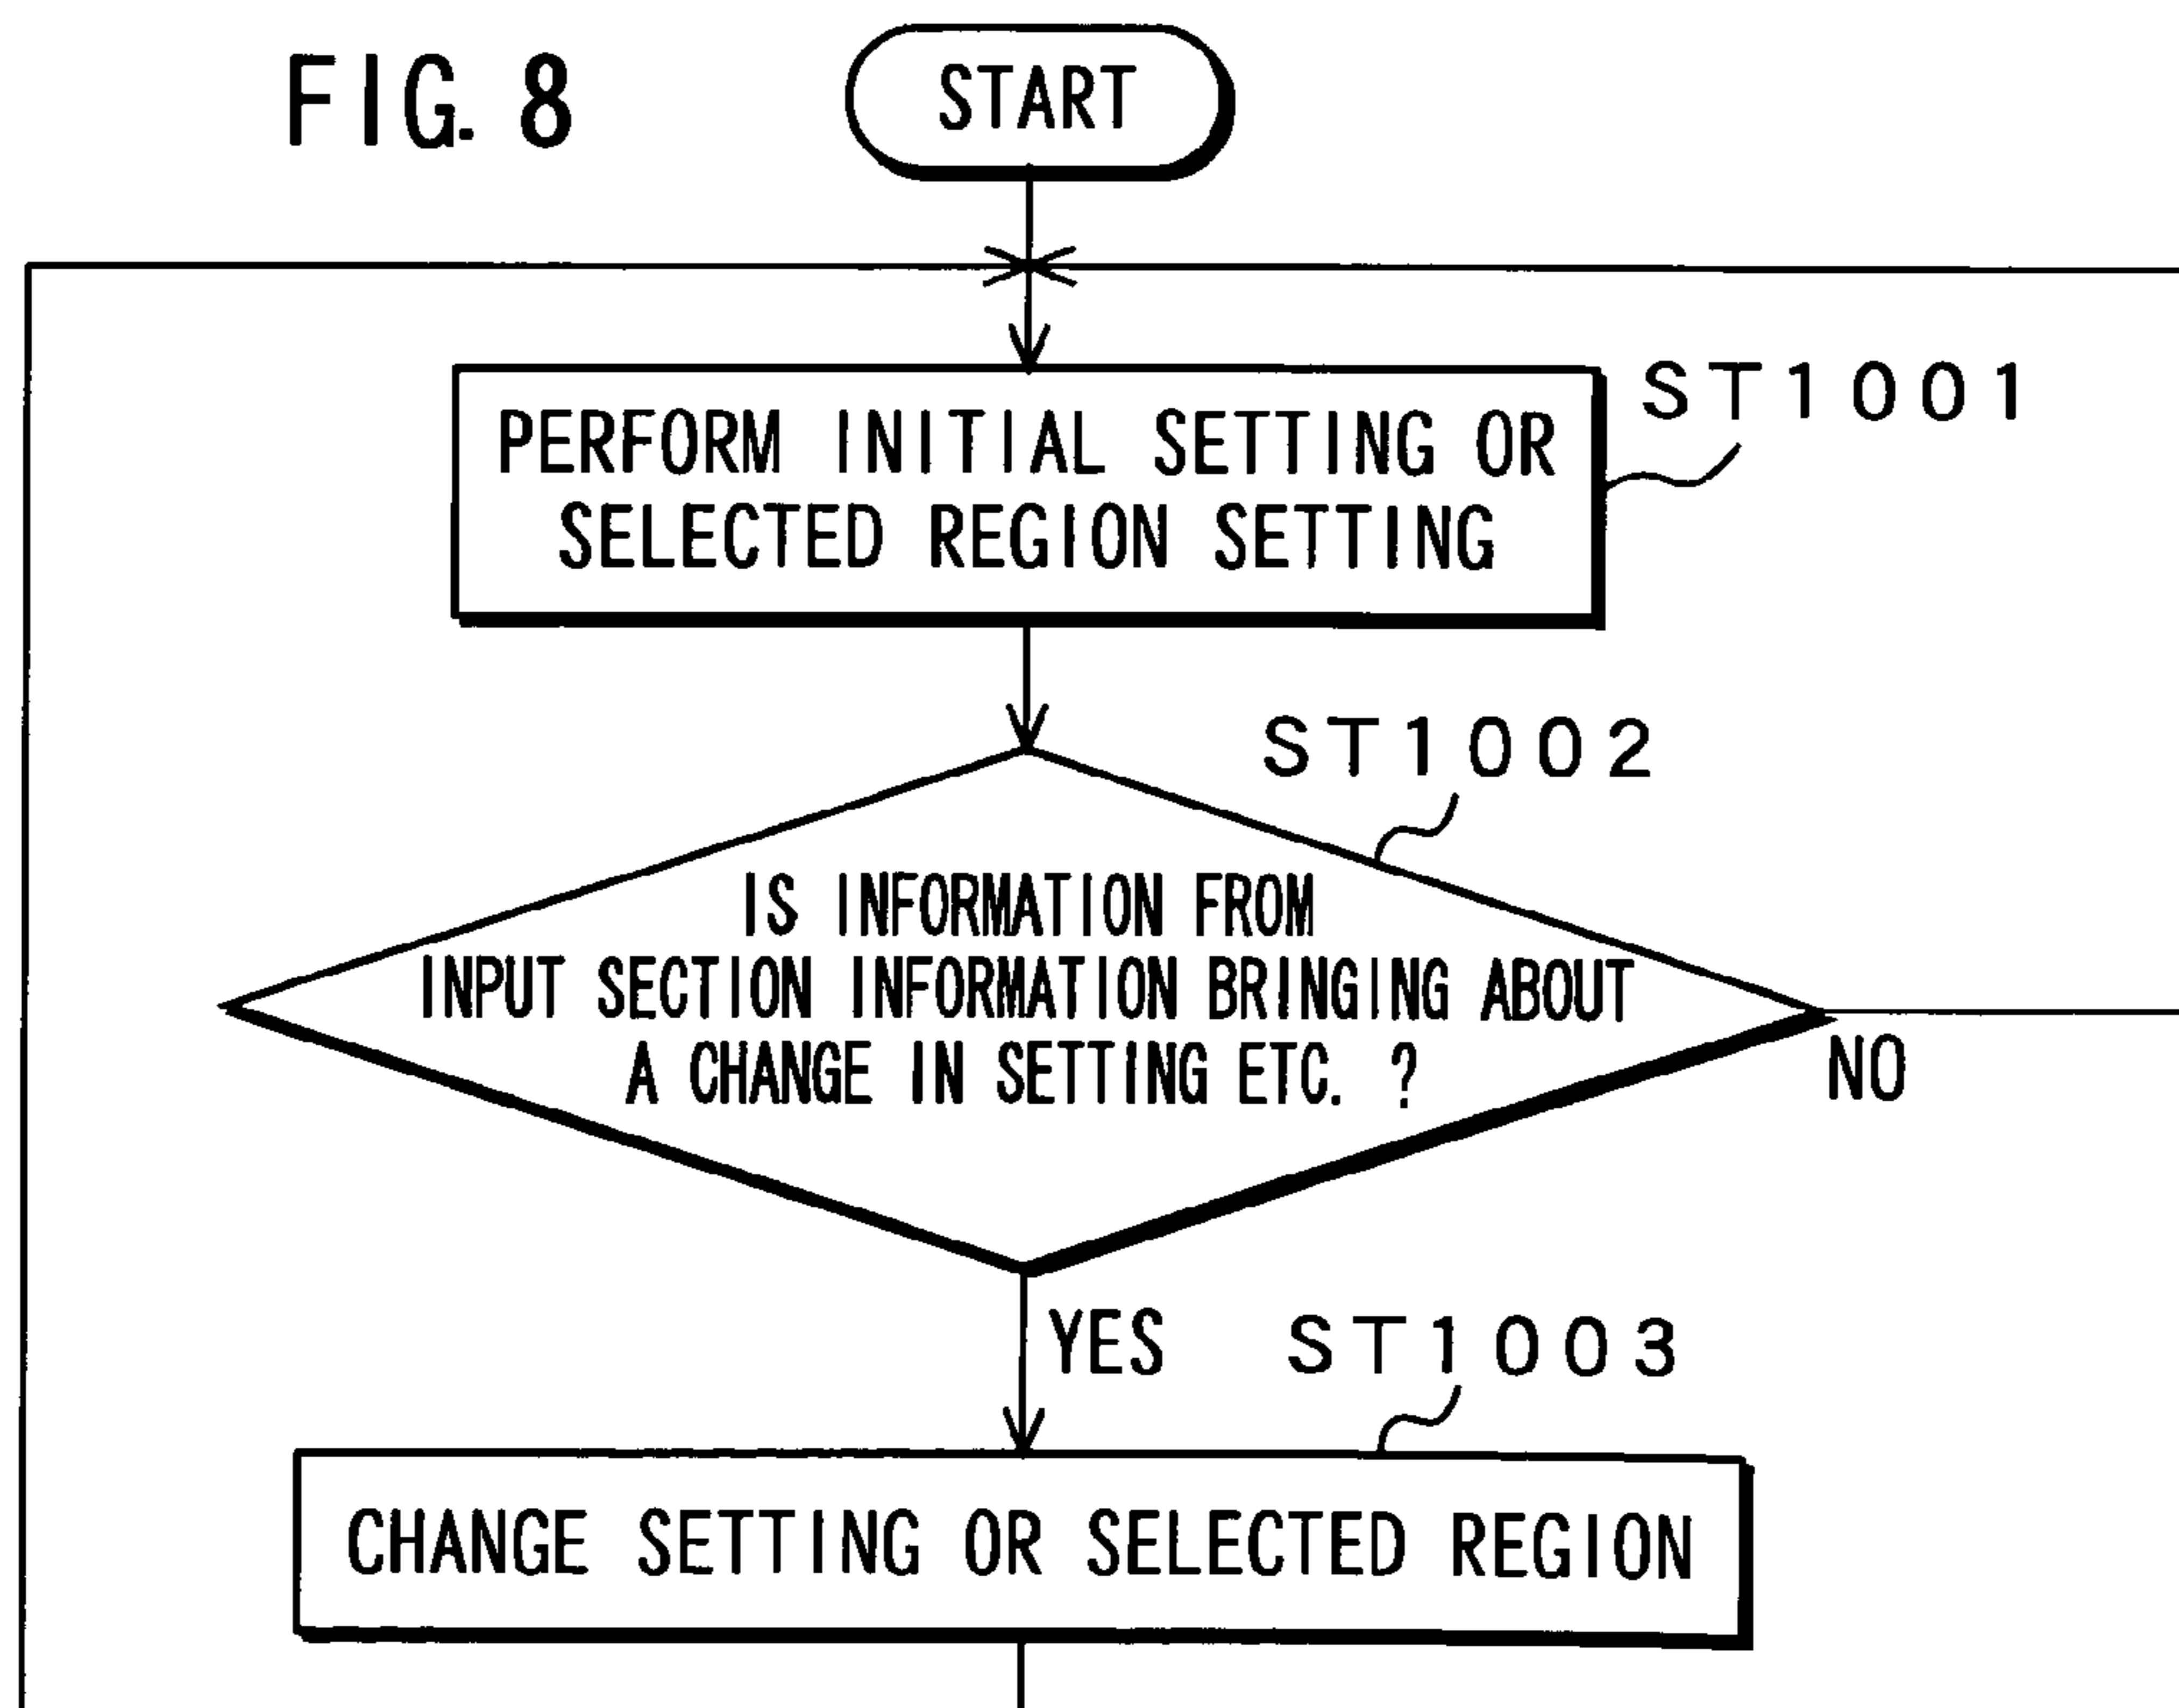 FIG. 8
START
PERFORM INITIAL SETTING OR
SELECTED REGION SETTING
ST1001
ST1002
IS INFORMATION FROM
INPUT SECTION INFORMATION BRINGING ABOUT
A CHANGE IN SETTING ETC. ?
NO
YES
ST1003
CHANGE SETTING OR SELECTED REGION